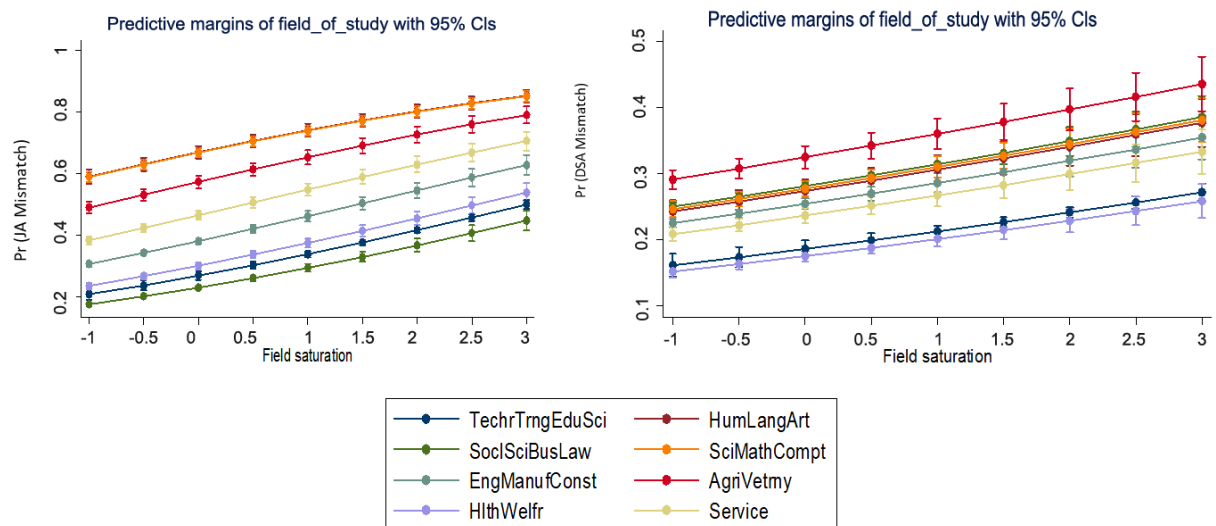 Predictive margins of field_of_study with 95% CIs
Pr (JA Mismatch)
1
0.8
0.6
0.4
0.2
-1 -0.5 0 0.5 1 1.5 2 2.5 3
Field saturation
Predictive margins of field_of_study with 95% CIs
Pr (DSA Mismatch)
0.5
0.4
0.3
0.2
0.1
-1 -0.5 0 0.5 1 1.5 2 2.5 3
Field saturation
TechrTrngEduSci HumLangArt
SoclSciBusLaw SciMathCompt
EngManufConst AgriVetrny
HlthWelfr Service